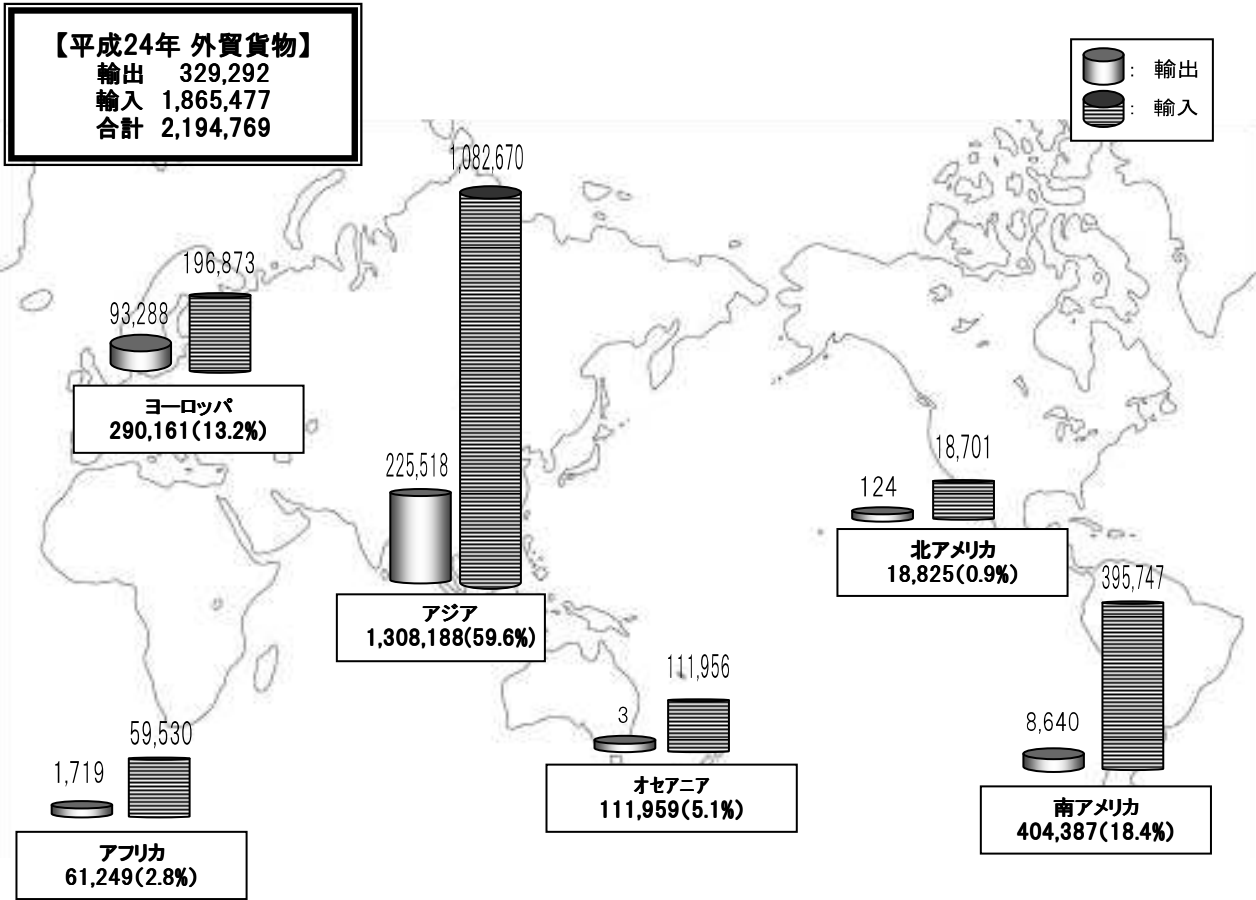 【平成24年 外貿貨物】
輸出 329,292
輸入 1,865,477
合計 2,194,769
: 輸出
: 輸入
1,082,670
196,873
93,288
ヨーロッパ
290,161(13.2%)
225,518
アジア
1,308,188(59.6%)
18,701
124
北アメリカ
18,825(0.9%)
395,747
8,640
南アメリカ
404,387(18.4%)
111,956
3
オセアニア
111,959(5.1%)
59,530
1,719
アフリカ
61,249(2.8%)